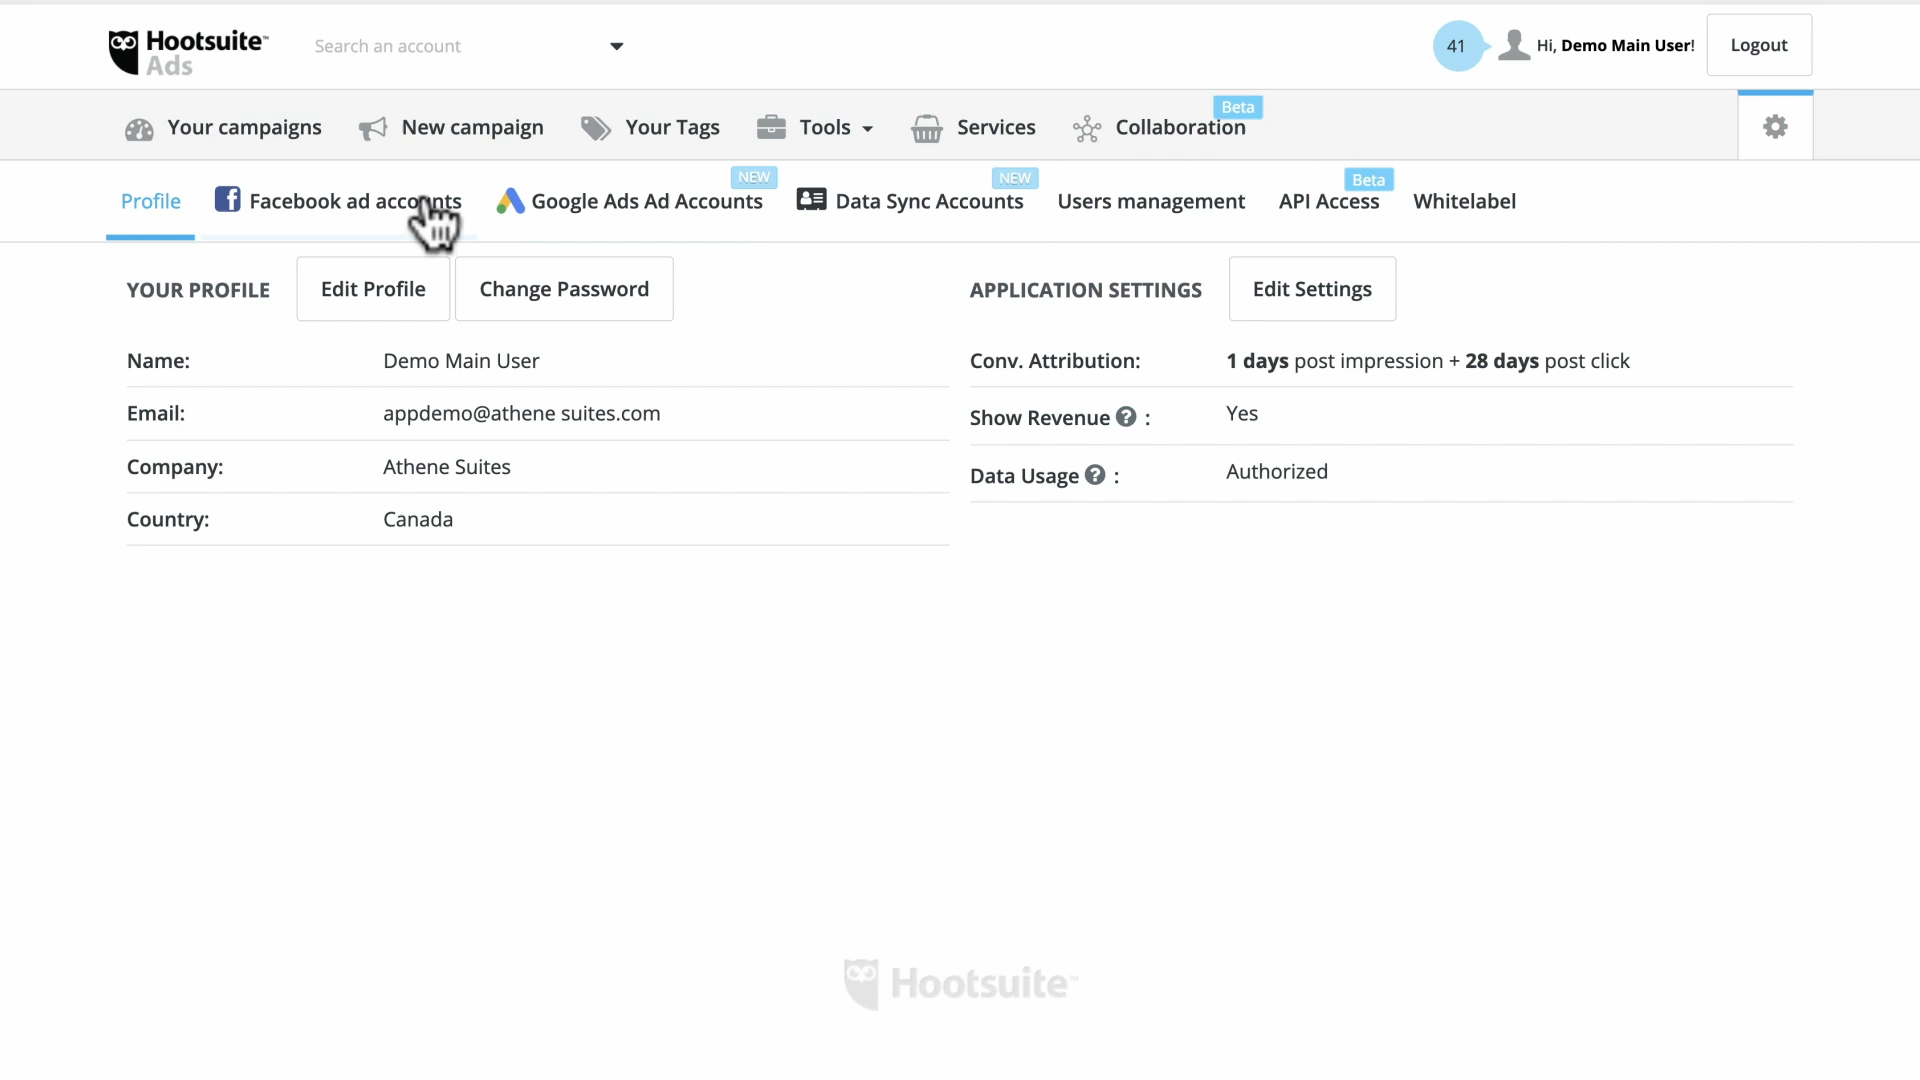 Hootsuite™
Ads
Search an account
41
Hi, Demo Main User!
Logout
Your campaigns
New campaign
Your Tags
Tools
Services
Collaboration
Beta
Profile
Facebook ad accounts
Google Ads Ad Accounts
NEW
Data Sync Accounts
NEW
Users management
API Access
Beta
Whitelabel
YOUR PROFILE
Edit Profile
Change Password
Name: Demo Main User
Email: appdemo@athene suites.com
Company: Athene Suites
Country: Canada
APPLICATION SETTINGS
Edit Settings
Conv. Attribution: 1 days post impression + 28 days post click
Show Revenue ? : Yes
Data Usage ? : Authorized
Hootsuite™